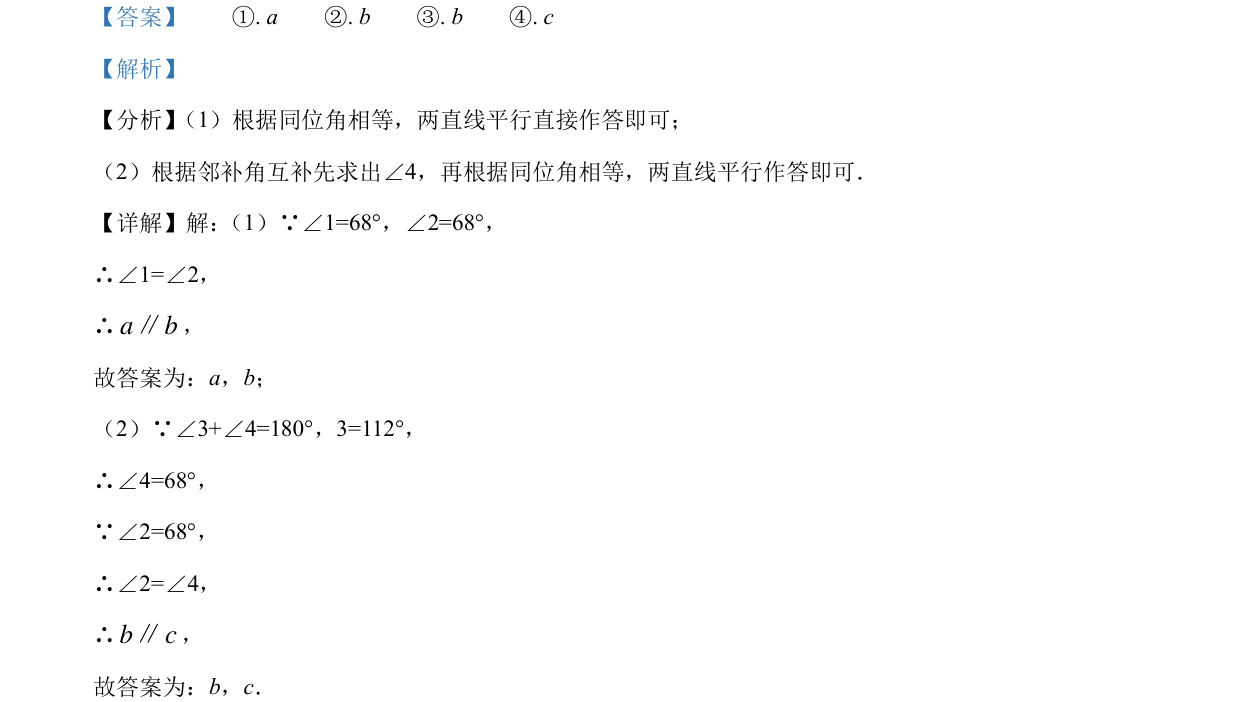 【答案】 ①. a ②. b ③. b ④. c
【解析】
【分析】（1）根据同位角相等，两直线平行直接作答即可；
（2）根据邻补角互补先求出∠4，再根据同位角相等，两直线平行作答即可．
【详解】解：（1）∵∠1=68°，∠2=68°，
∴∠1=∠2，
∴a∥b，
故答案为：a，b；
（2）∵∠3+∠4=180°，3=112°，
∴∠4=68°，
∵∠2=68°，
∴∠2=∠4，
∴b∥c，
故答案为：b，c．